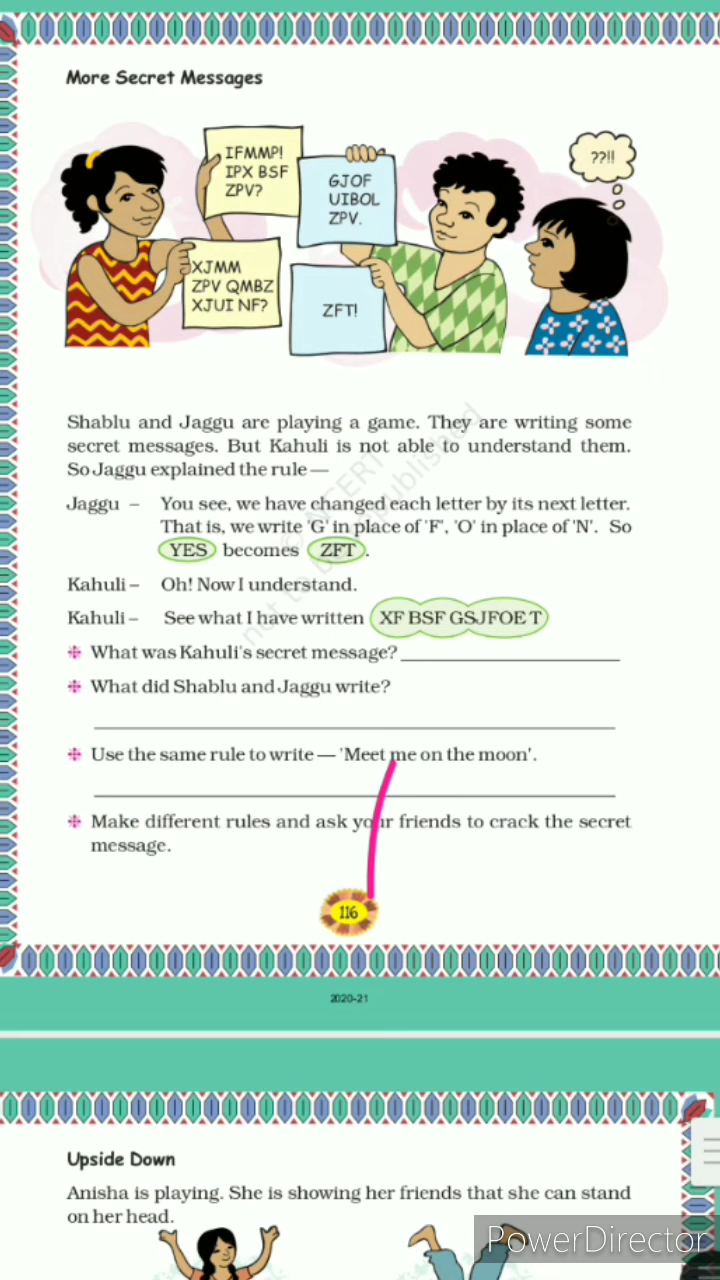 More Secret Messages
IFMMP!
IPX BSF
ZPV?
GJOF
UIBOL
ZPV.
??!!
XJMM
ZPV QMBZ
XJUI NF?
ZFT!
Shablu and Jaggu are playing a game. They are writing some
secret messages. But Kahuli is not able to understand them.
So Jaggu explained the rule —
Jaggu – You see, we have changed each letter by its next letter.
That is, we write 'G' in place of 'F', 'O' in place of 'N'. So
YES becomes ZFT.
Kahuli – Oh! Now I understand.
Kahuli – See what I have written XF BSF GSJFOE T
What was Kahuli's secret message?
What did Shablu and Jaggu write?
Use the same rule to write — 'Meet me on the moon'.
Make different rules and ask your friends to crack the secret
message.
116
2020-21
© NCERT
not to be republished
Upside Down
Anisha is playing. She is showing her friends that she can stand
on her head.
PowerDirector